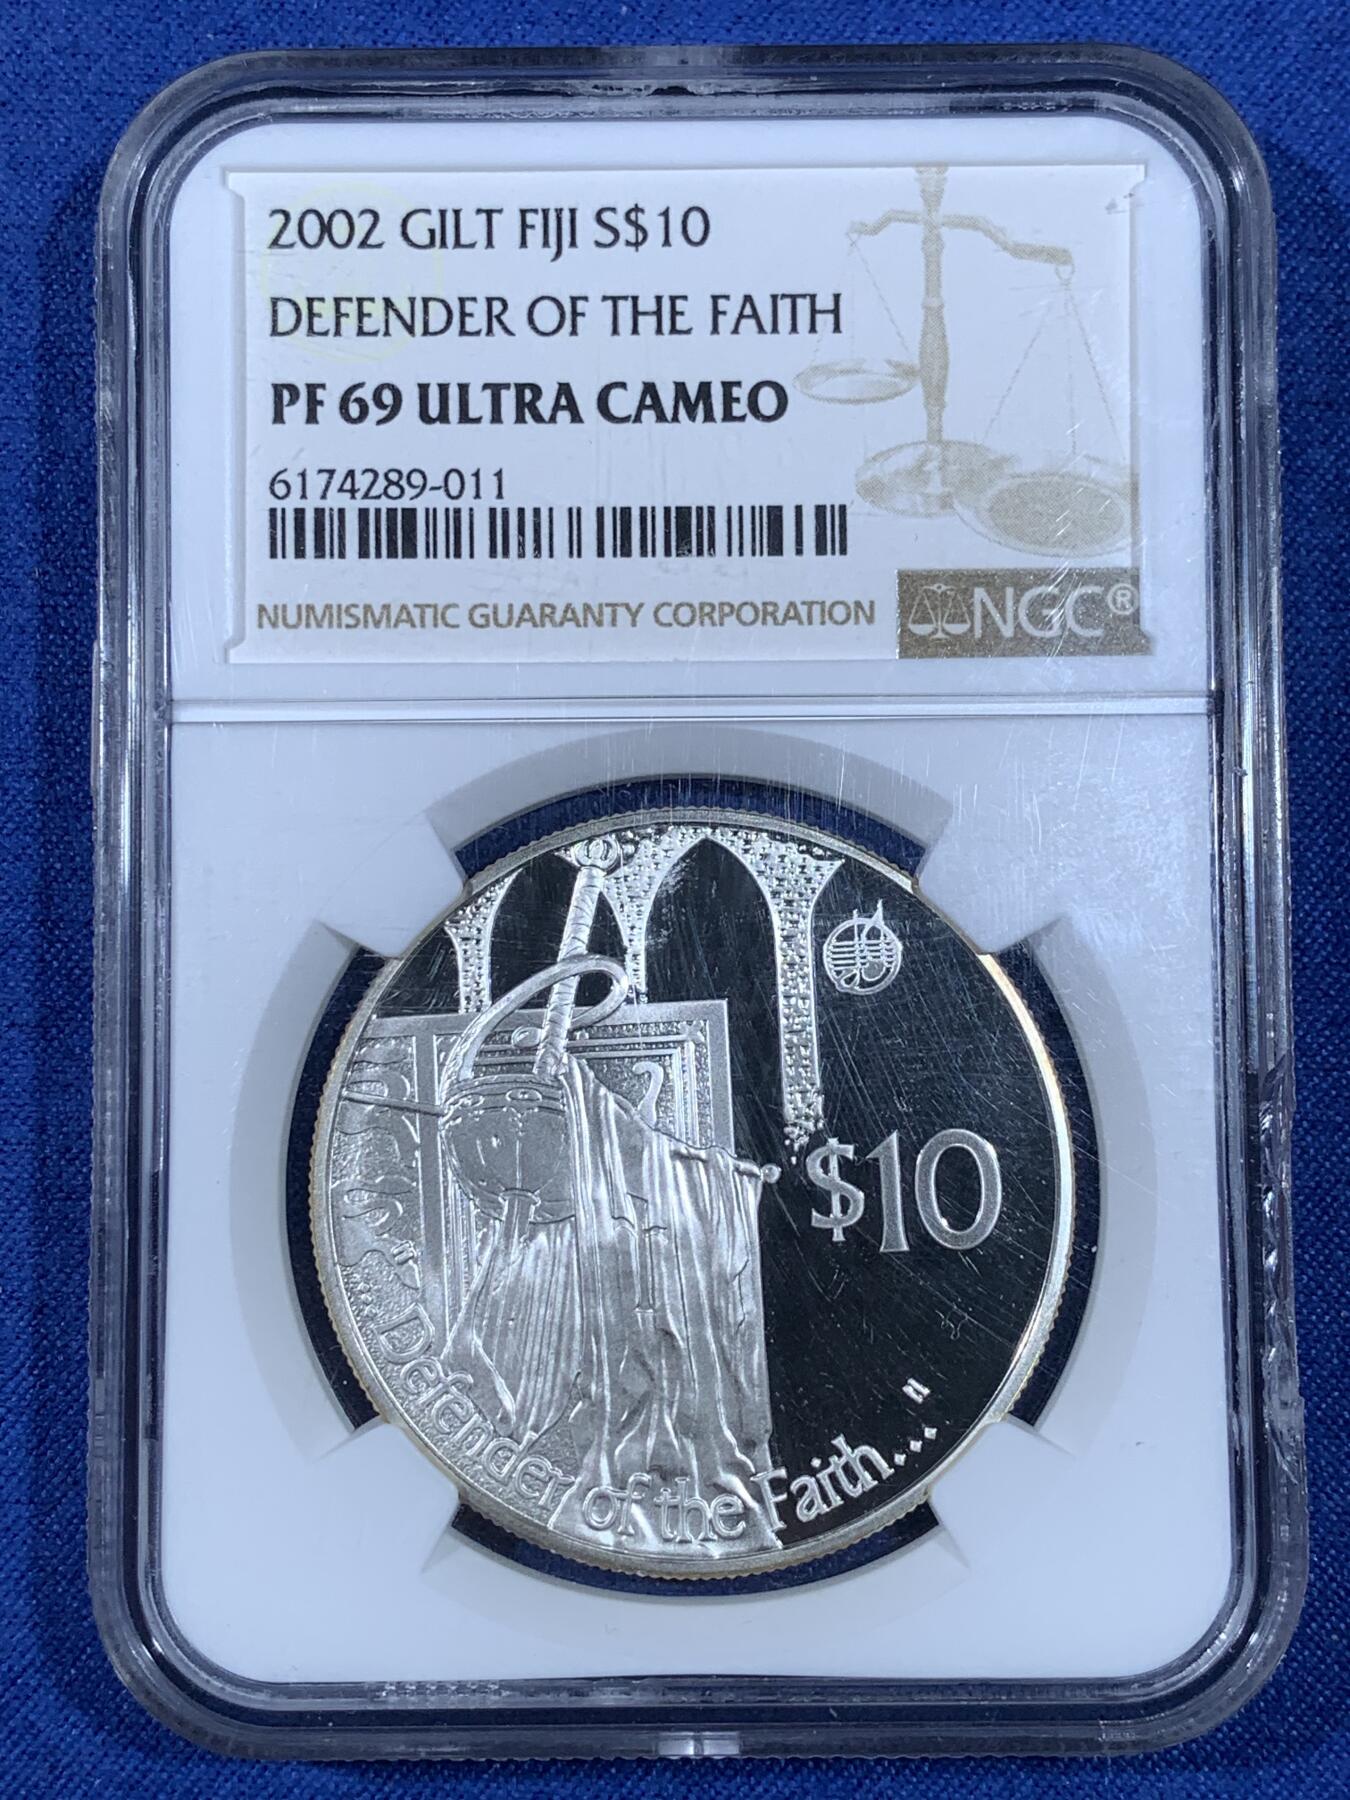 2002 GILT FIJI S$10
DEFENDER OF THE FAITH
PF 69 ULTRA CAMEO
6174289-011
NUMISMATIC GUARANTY CORPORATION
NGC®
$10
"Defender of the Faith..."